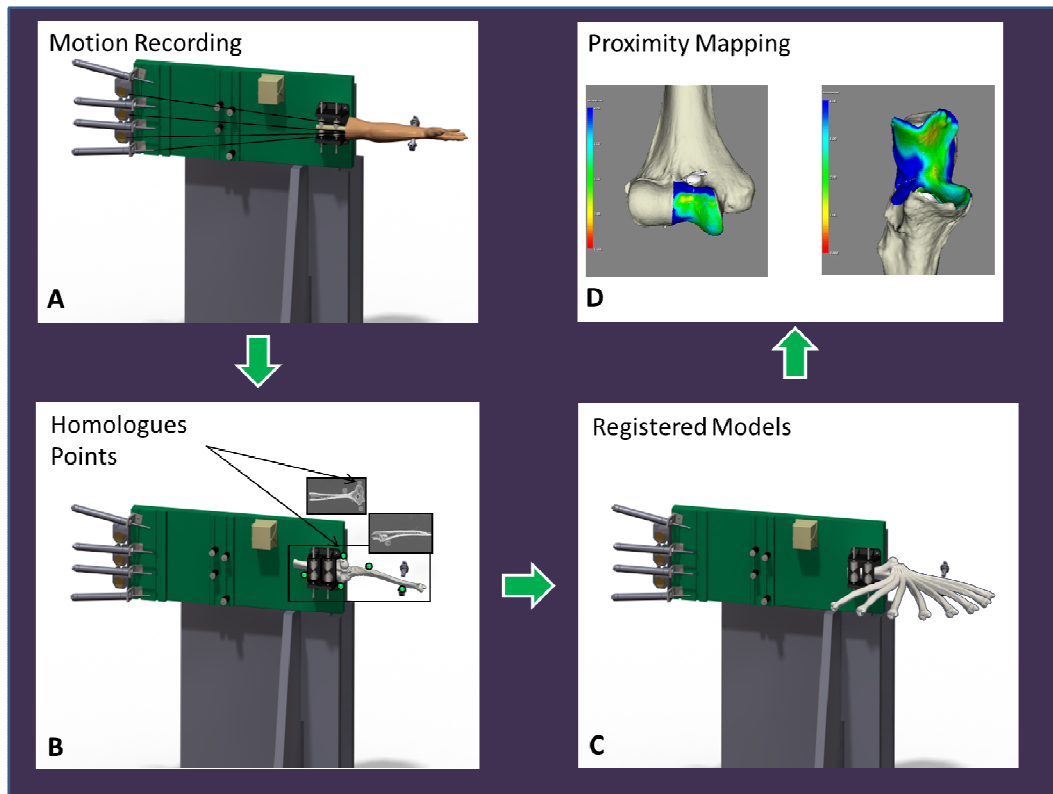 Motion Recording
A
Proximity Mapping
D
Homologues
Points
B
Registered Models
C